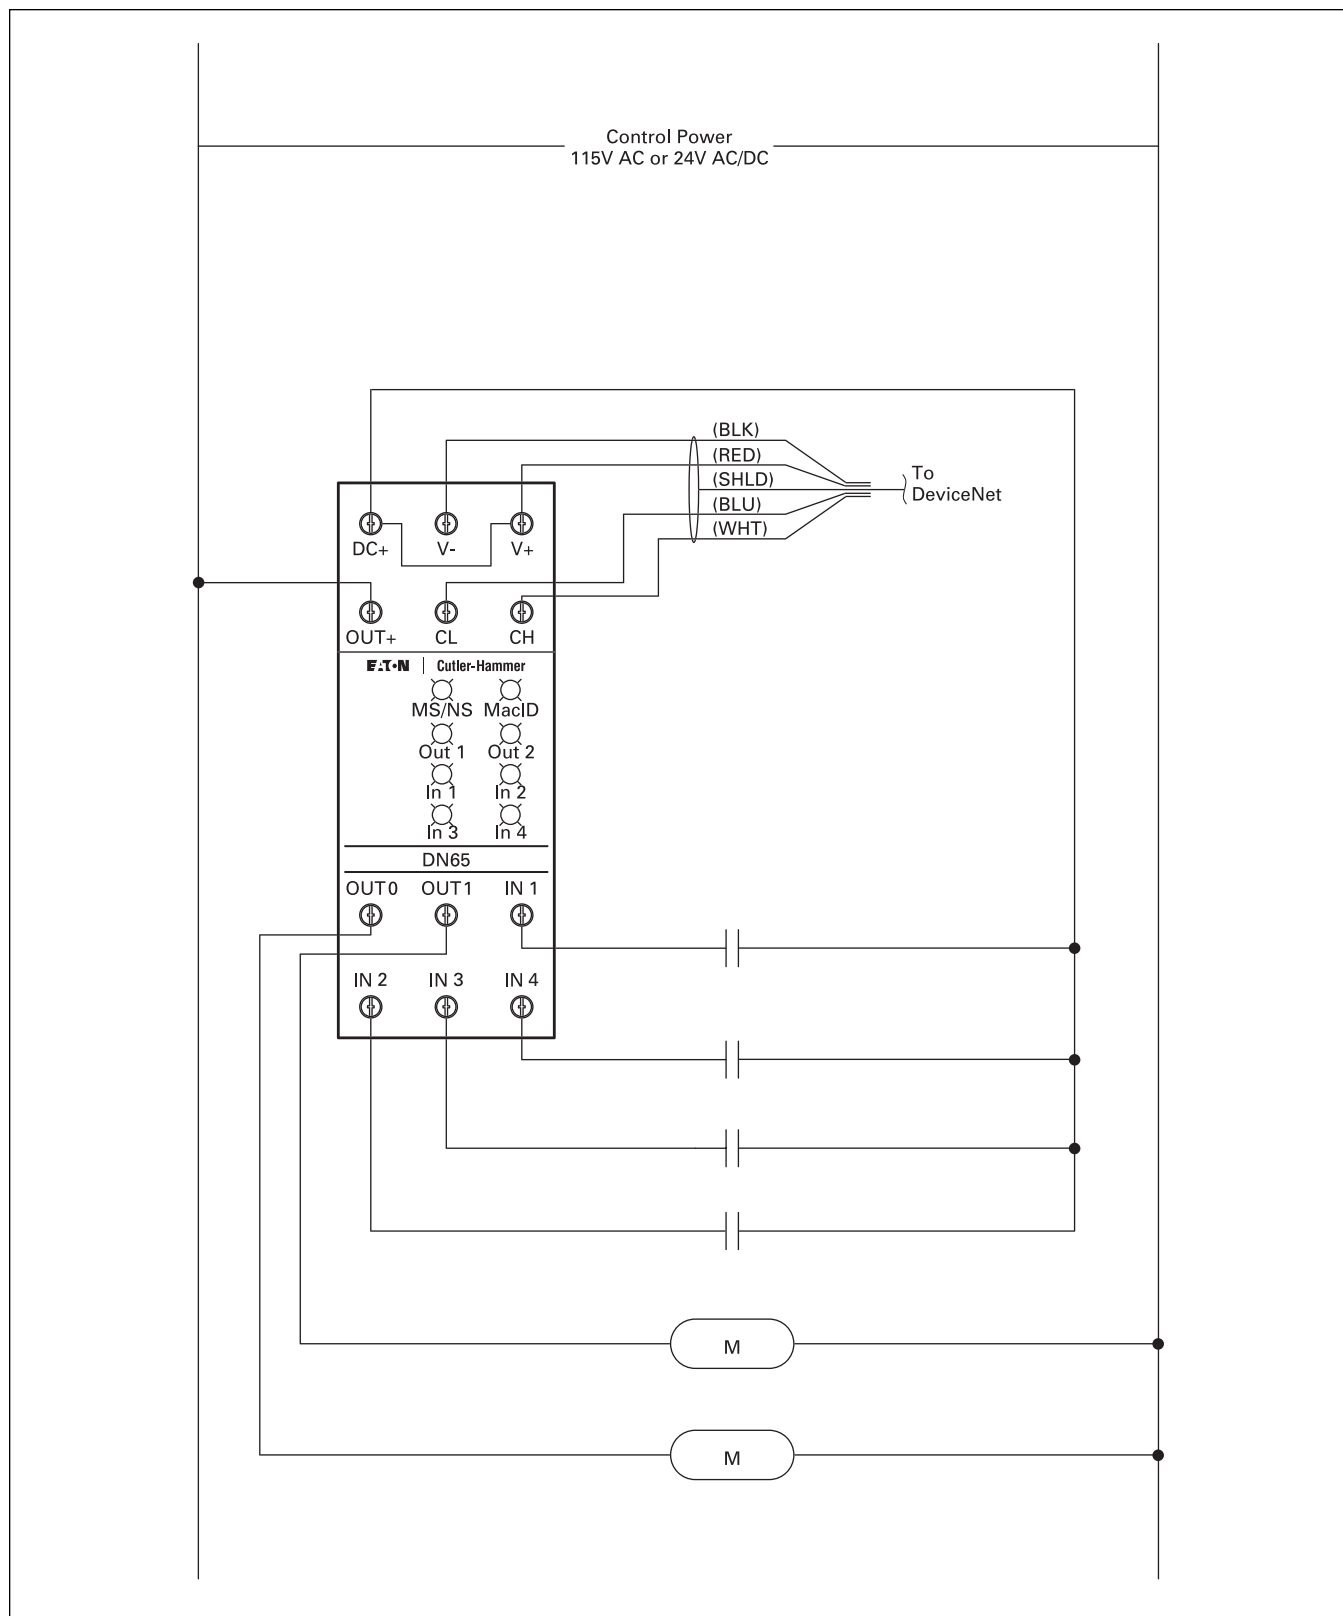 Control Power
115V AC or 24V AC/DC
(BLK)
(RED)
(SHLD)
(BLU)
(WHT)
To
DeviceNet
DC+ V- V+
OUT+ CL CH
EATON | Cutler-Hammer
MS/NS MacID
Out 1 Out 2
In 1 In 2
In 3 In 4
DN65
OUT0 OUT1 IN 1
IN 2 IN 3 IN 4
M
M